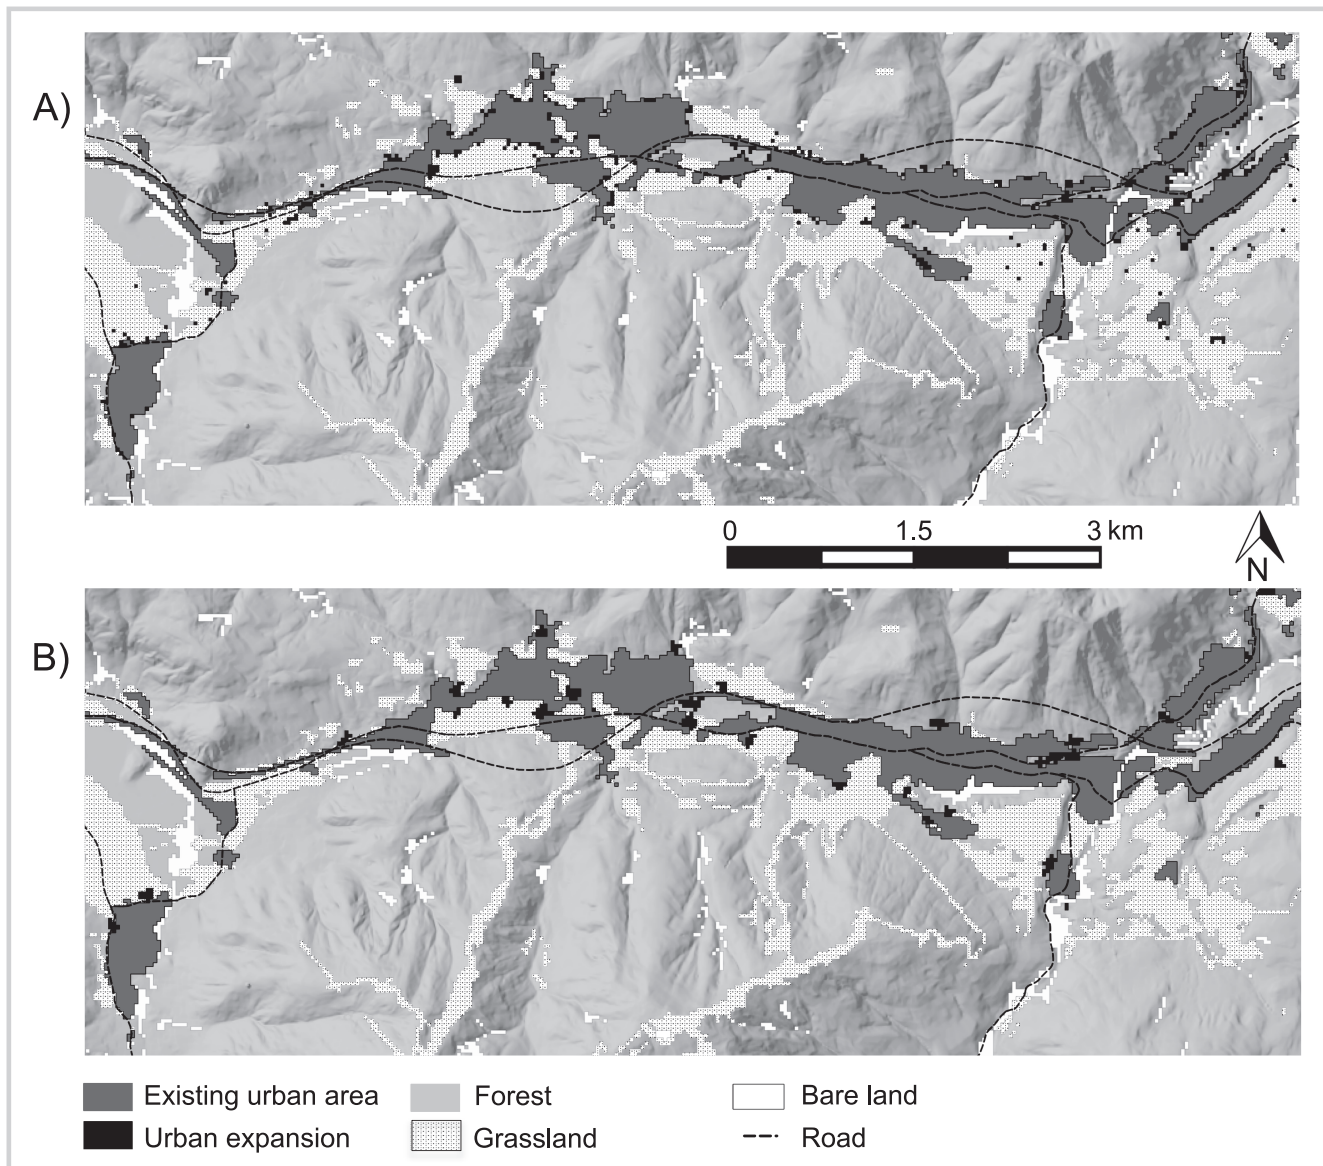 A)
0 1.5 3 km
N
B)
Existing urban area Forest Bare land
Urban expansion Grassland Road